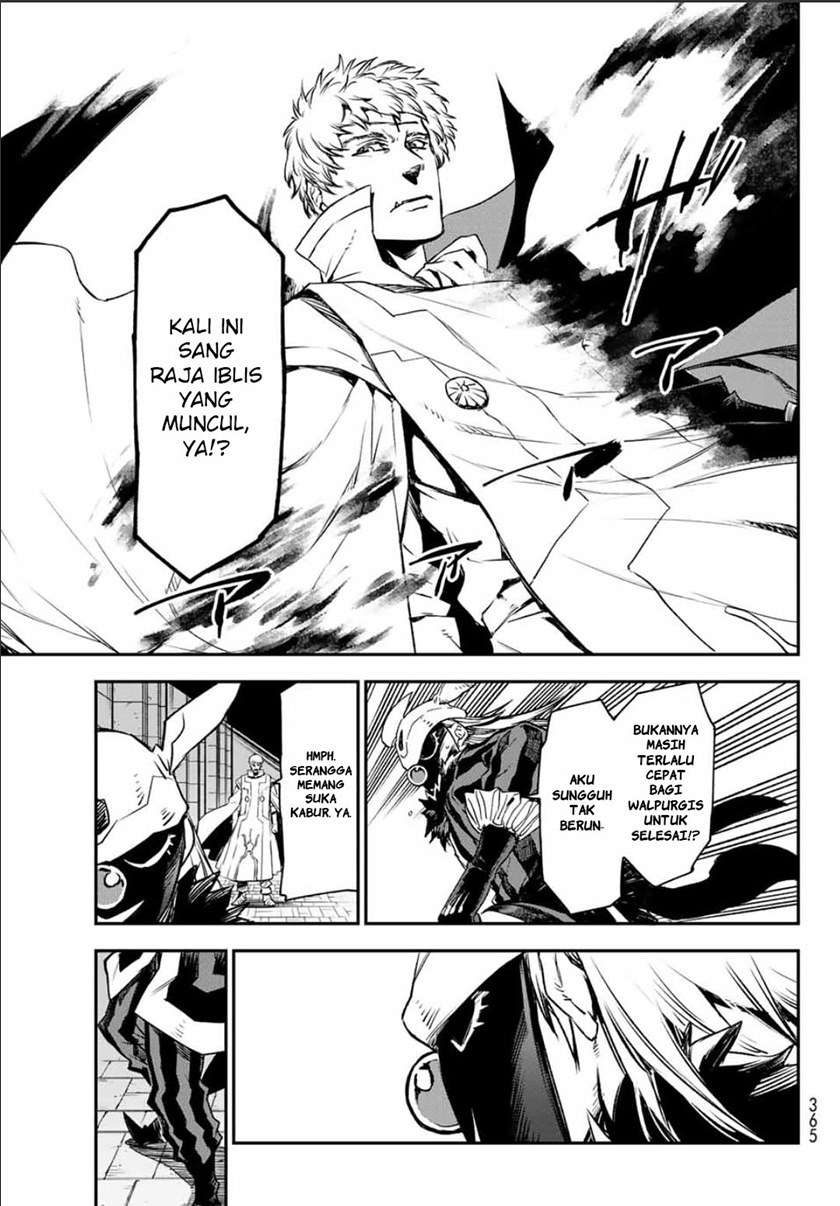 KALI INI
SANG
RAJA IBLIS
YANG
MUNCUL,
YA!?
BUKANNYA
MASIH
TERLALU
CEPAT
BAGI
WALPURGIS
UNTUK
SELESAI!?
AKU
SUNGGUH
TAK
BERUN-
HMPH.
SERANGGA
MEMANG
SUKA
KABUR, YA.
365